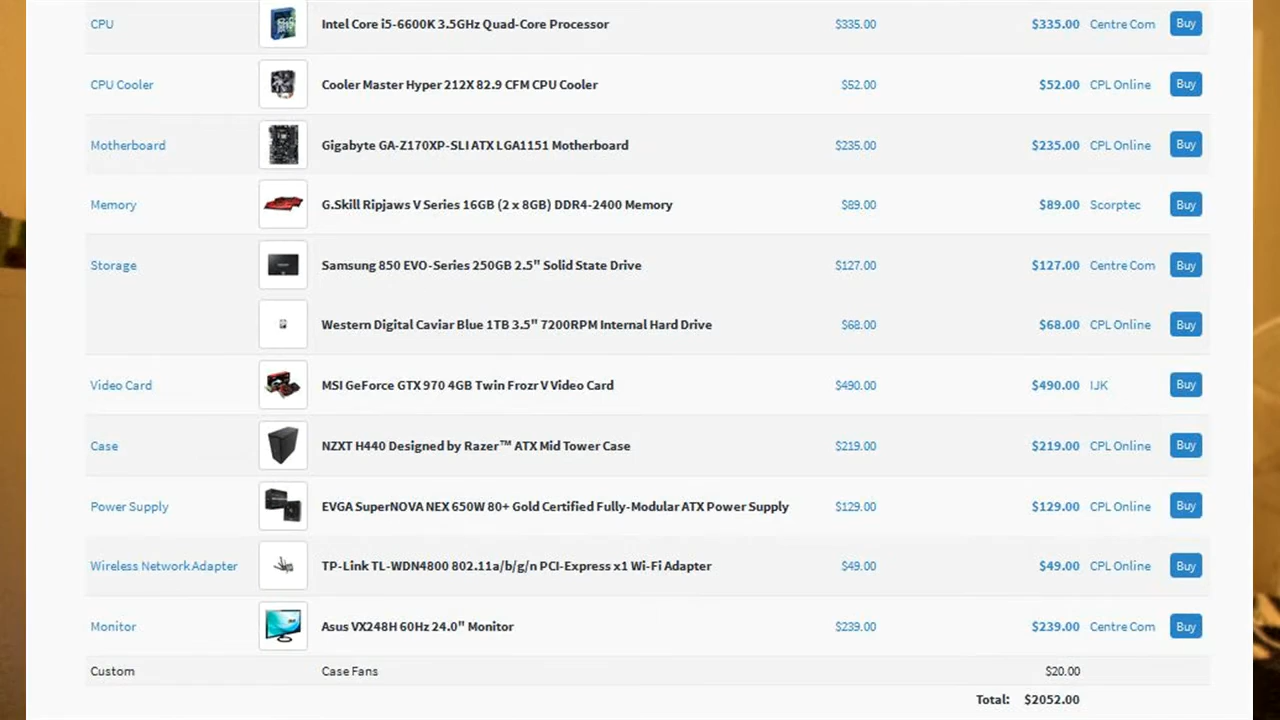 CPU Intel Core i5-6600K 3.5GHz Quad-Core Processor $335.00 $335.00 Centre Com Buy
CPU Cooler Cooler Master Hyper 212X 82.9 CFM CPU Cooler $52.00 $52.00 CPL Online Buy
Motherboard Gigabyte GA-Z170XP-SLI ATX LGA1151 Motherboard $235.00 $235.00 CPL Online Buy
Memory G.Skill Ripjaws V Series 16GB (2 x 8GB) DDR4-2400 Memory $89.00 $89.00 Scorptec Buy
Storage Samsung 850 EVO-Series 250GB 2.5" Solid State Drive $127.00 $127.00 Centre Com Buy
Western Digital Caviar Blue 1TB 3.5" 7200RPM Internal Hard Drive $68.00 $68.00 CPL Online Buy
Video Card MSI GeForce GTX 970 4GB Twin Frozr V Video Card $490.00 $490.00 IJK Buy
Case NZXT H440 Designed by Razer™ ATX Mid Tower Case $219.00 $219.00 CPL Online Buy
Power Supply EVGA SuperNOVA NEX 650W 80+ Gold Certified Fully-Modular ATX Power Supply $129.00 $129.00 CPL Online Buy
Wireless Network Adapter TP-Link TL-WDN4800 802.11a/b/g/n PCI-Express x1 Wi-Fi Adapter $49.00 $49.00 CPL Online Buy
Monitor Asus VX248H 60Hz 24.0" Monitor $239.00 $239.00 Centre Com Buy
Custom Case Fans $20.00
Total: $2052.00